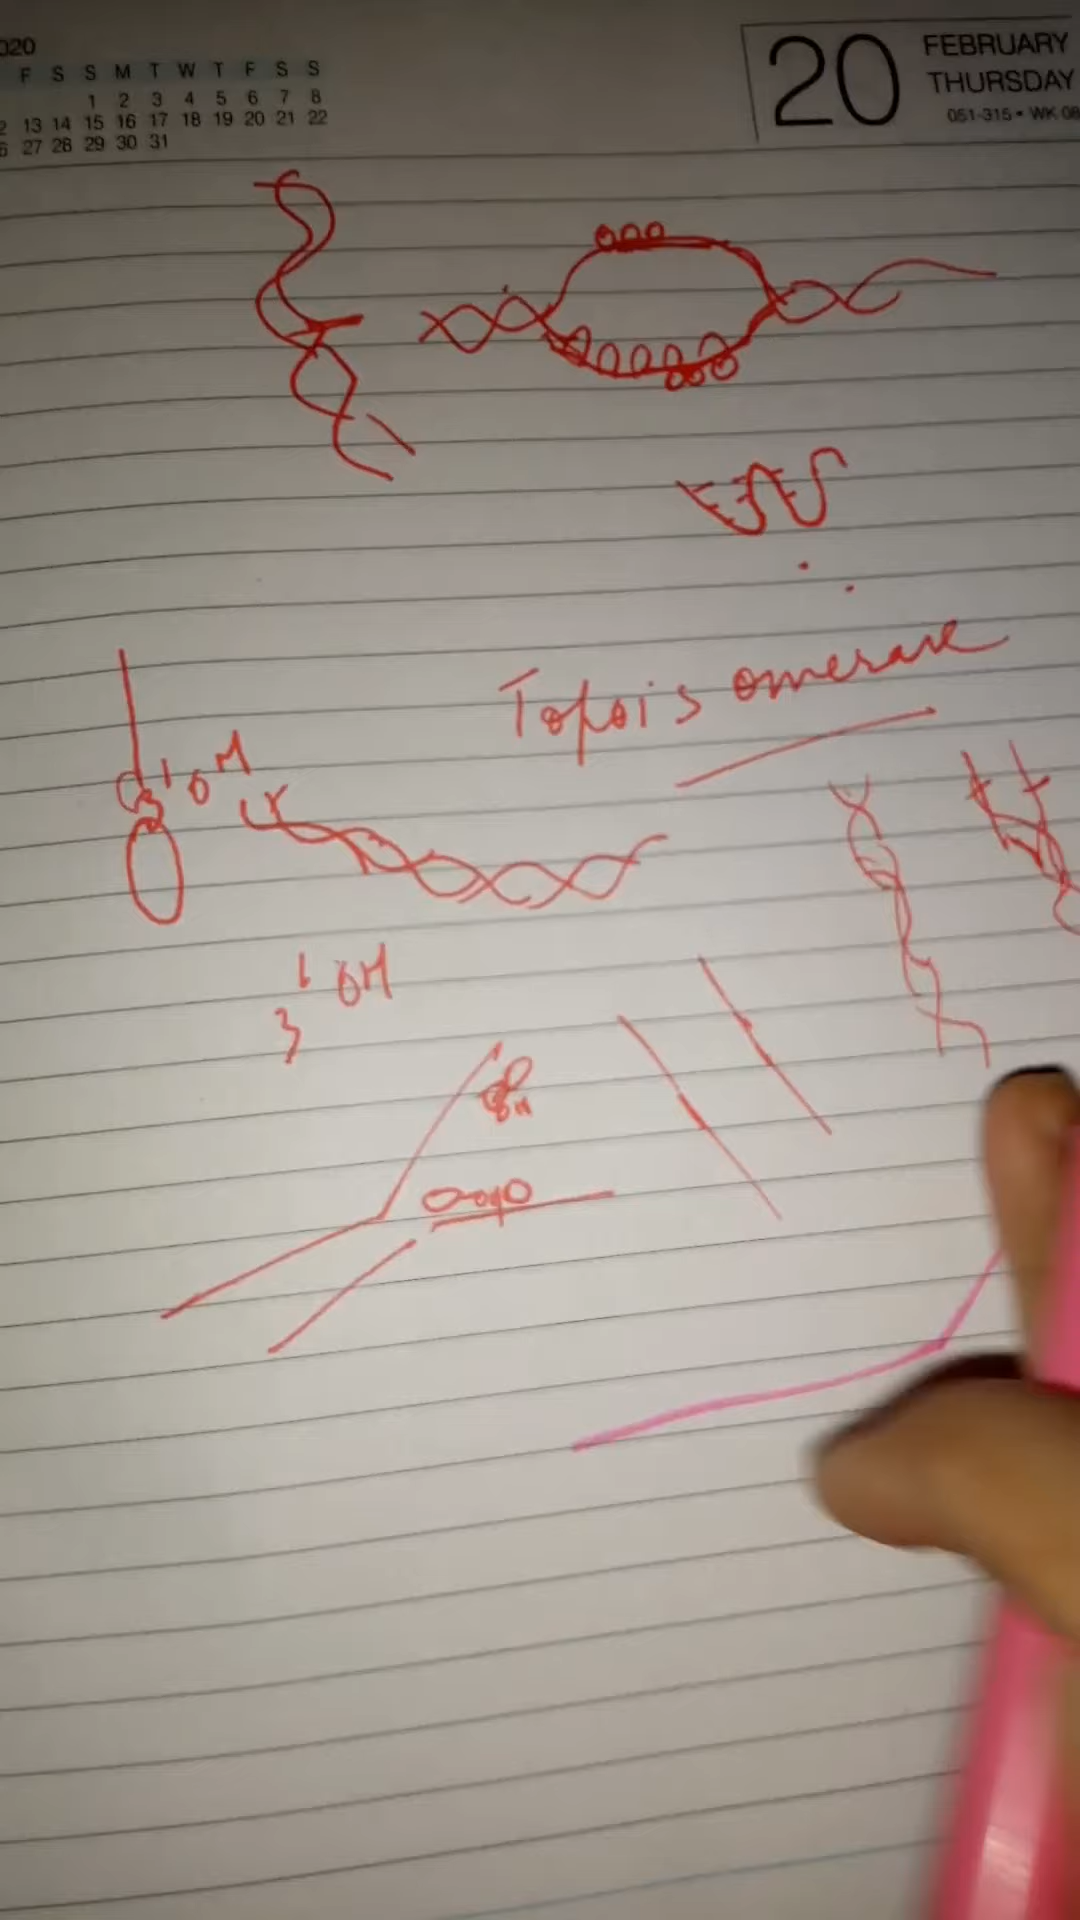 020
F S S M T W T F S S
1 2 3 4 5 6 7 8
2 13 14 15 16 17 18 19 20 21 22
6 27 28 29 30 31
20
FEBRUARY
THURSDAY
051-315 • WK 08
Topoisomerase
3' OH
3' OH